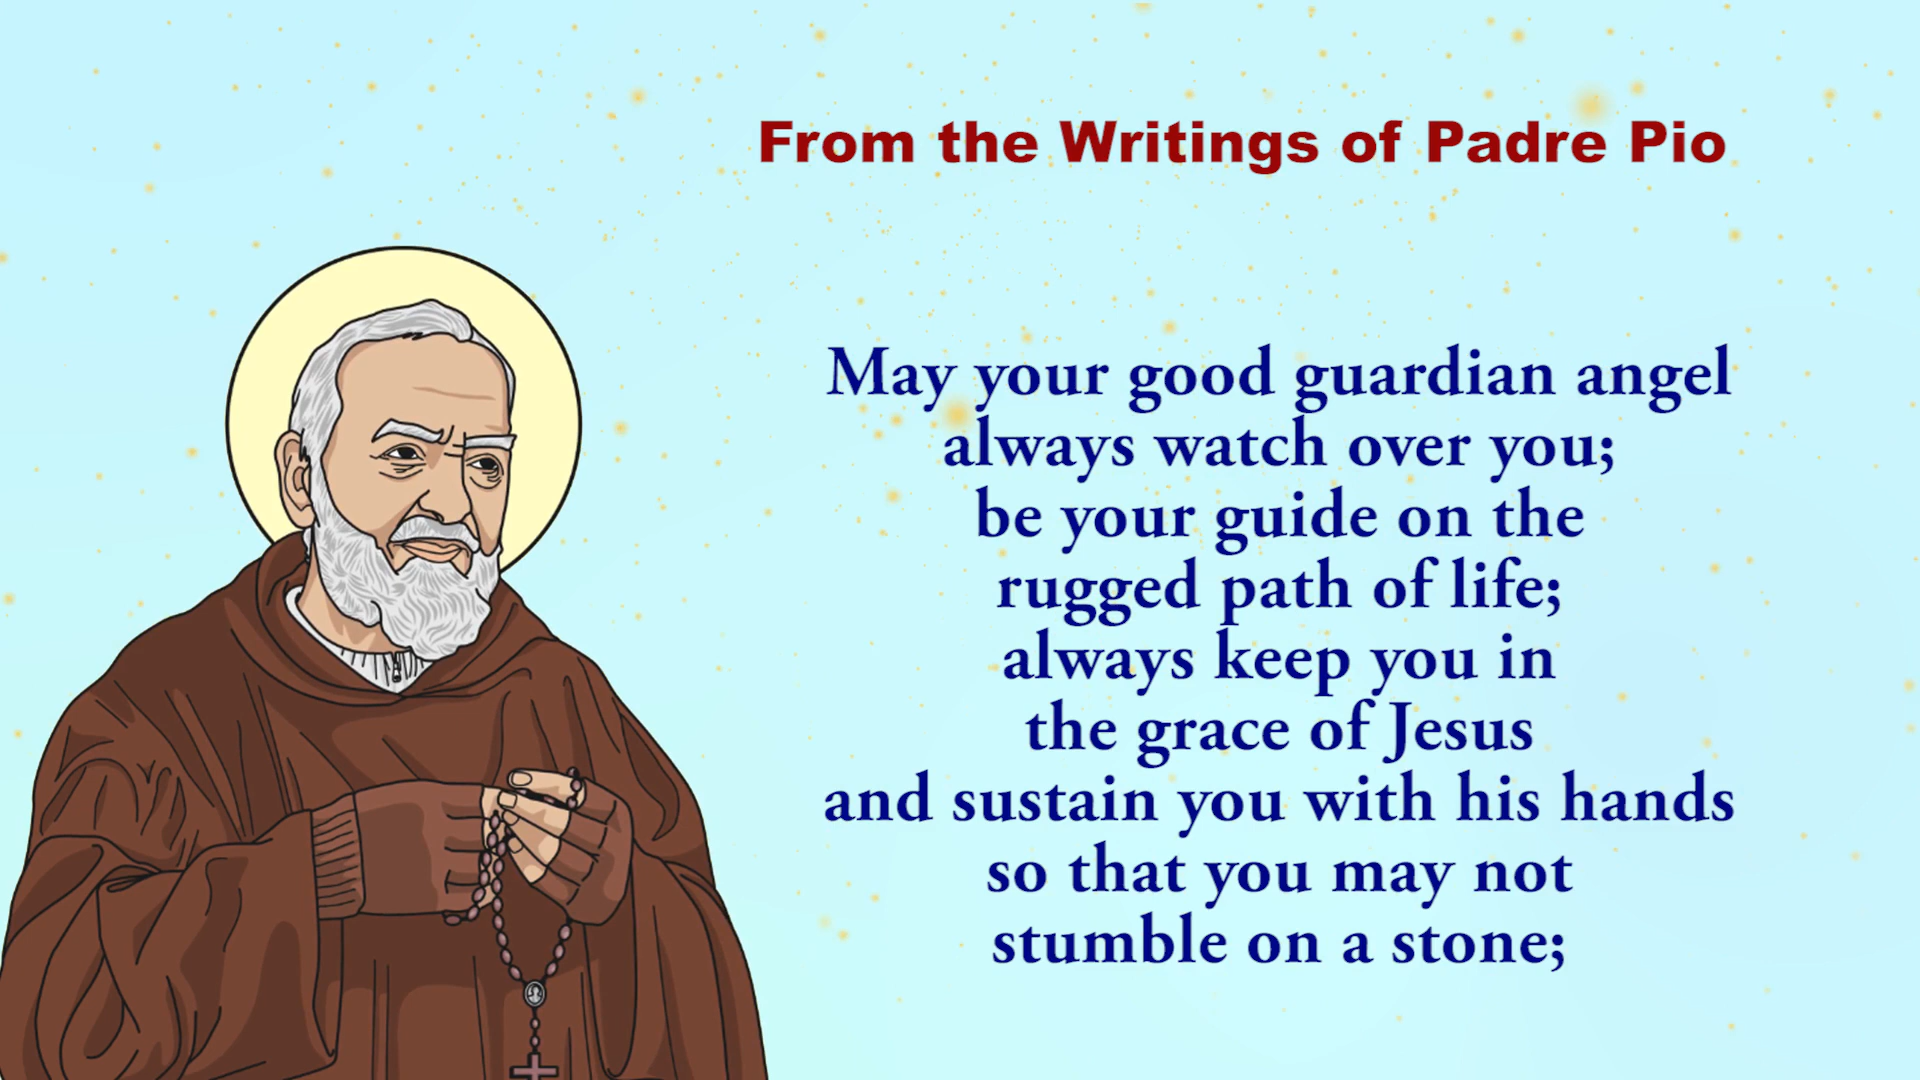 From the Writings of Padre Pio
May your good guardian angel
always watch over you;
be your guide on the
rugged path of life;
always keep you in
the grace of Jesus
and sustain you with his hands
so that you may not
stumble on a stone;